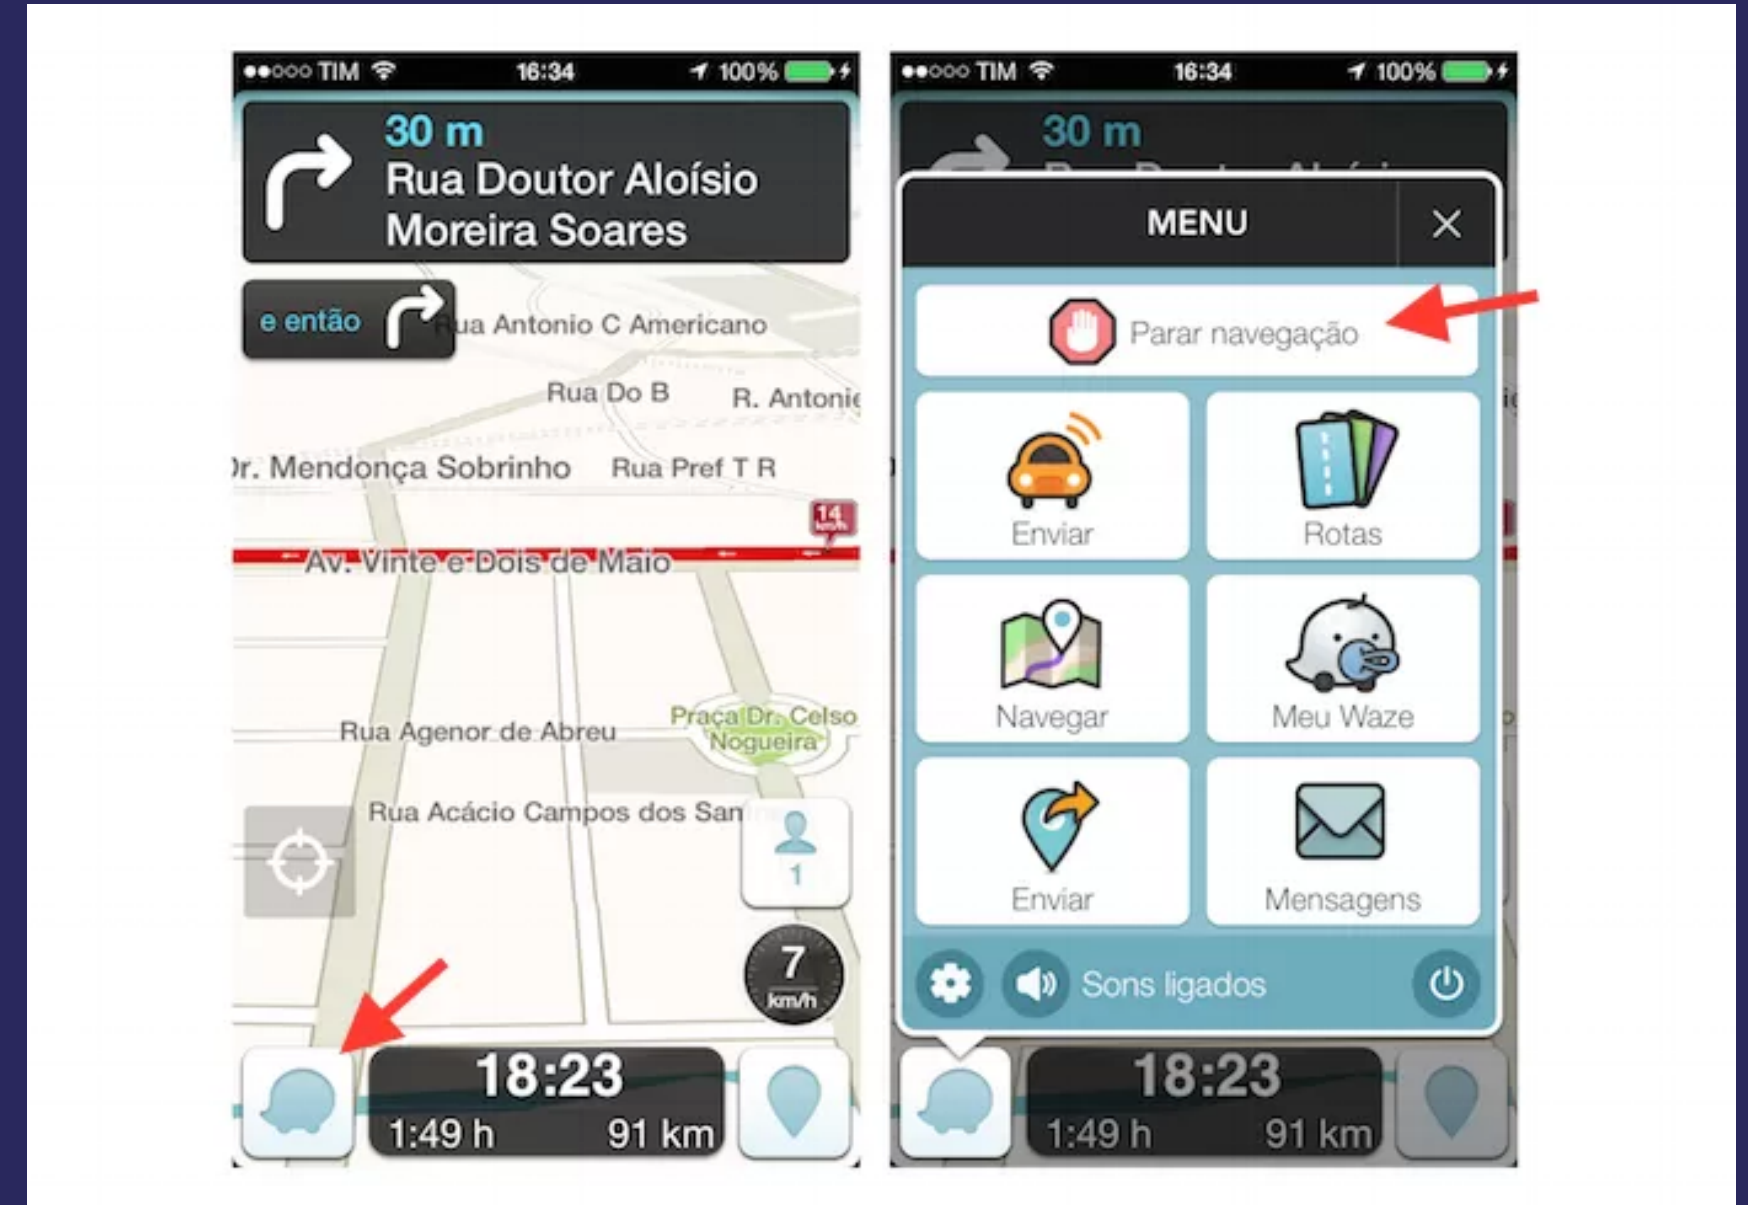 TIM 16:34 100%
30 m
Rua Doutor Aloísio
Moreira Soares
e então
Rua Antonio C Americano
Rua Do B
R. Antonio
Dr. Mendonça Sobrinho
Rua Pref T R
14
km/h
Av. Vinte e Dois de Maio
Praça Dr. Celso
Nogueira
Rua Agenor de Abreu
Rua Acácio Campos dos San
1
7
km/h
18:23
1:49 h 91 km
TIM 16:34 100%
30 m
MENU
Parar navegação
Enviar
Rotas
Navegar
Meu Waze
Enviar
Mensagens
Sons ligados
18:23
1:49 h 91 km